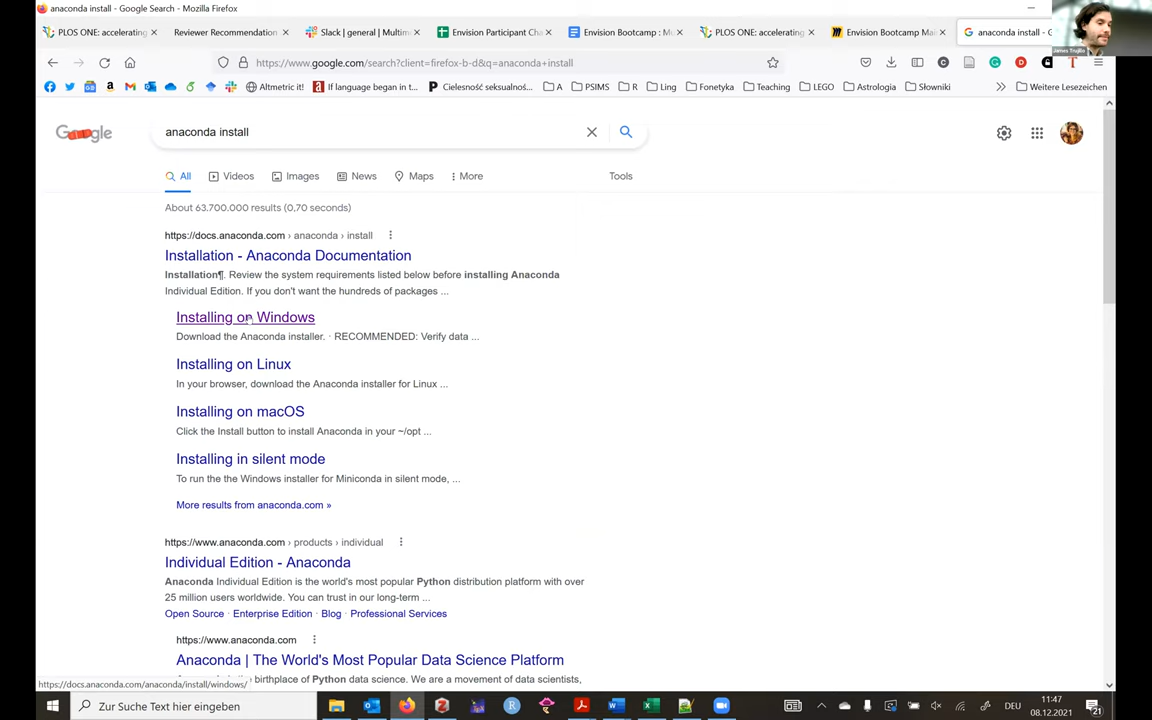 anaconda install - Google Search - Mozilla Firefox
PLOS ONE: accelerating
Reviewer Recommendation
Slack | general | Multim
Envision Participant Cha
Envision Bootcamp : M
PLOS ONE: accelerating
Envision Bootcamp Mai
anaconda install - G
James Trujillo
https://www.google.com/search?client=firefox-b-d&q=anaconda+install
Altmetric it!
If language began in t...
Cielesność seksualnoś...
A
PSIMS
R
Ling
Fonetyka
Teaching
LEGO
Astrologia
Słowniki
Weitere Lesezeichen
Google
anaconda install
All
Videos
Images
News
Maps
More
Tools
About 63.700.000 results (0,70 seconds)
https://docs.anaconda.com › anaconda › install
Installation - Anaconda Documentation
Installation¶. Review the system requirements listed below before installing Anaconda
Individual Edition. If you don't want the hundreds of packages ...
Installing on Windows
Download the Anaconda installer. · RECOMMENDED: Verify data ...
Installing on Linux
In your browser, download the Anaconda installer for Linux ...
Installing on macOS
Click the Install button to install Anaconda in your ~/opt ...
Installing in silent mode
To run the the Windows installer for Miniconda in silent mode, ...
More results from anaconda.com »
https://www.anaconda.com › products › individual
Individual Edition - Anaconda
Anaconda Individual Edition is the world's most popular Python distribution platform with over
25 million users worldwide. You can trust in our long-term ...
Open Source · Enterprise Edition · Blog · Professional Services
https://www.anaconda.com
Anaconda | The World's Most Popular Data Science Platform
birthplace of Python data science. We are a movement of data scientists,
https://docs.anaconda.com/anaconda/install/windows/
Zur Suche Text hier eingeben
DEU
11:47
08.12.2021
21